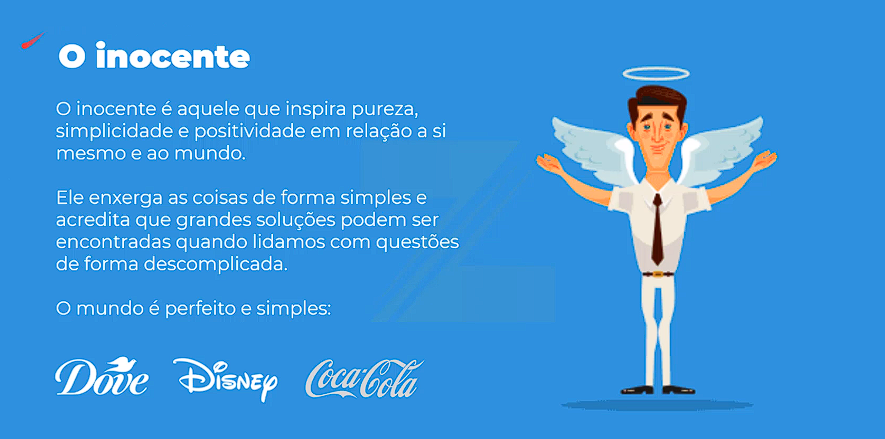 O inocente
O inocente é aquele que inspira pureza,
simplicidade e positividade em relação a si
mesmo e ao mundo.
Ele enxerga as coisas de forma simples e
acredita que grandes soluções podem ser
encontradas quando lidamos com questões
de forma descomplicada.
O mundo é perfeito e simples:
Dove Disney Coca-Cola